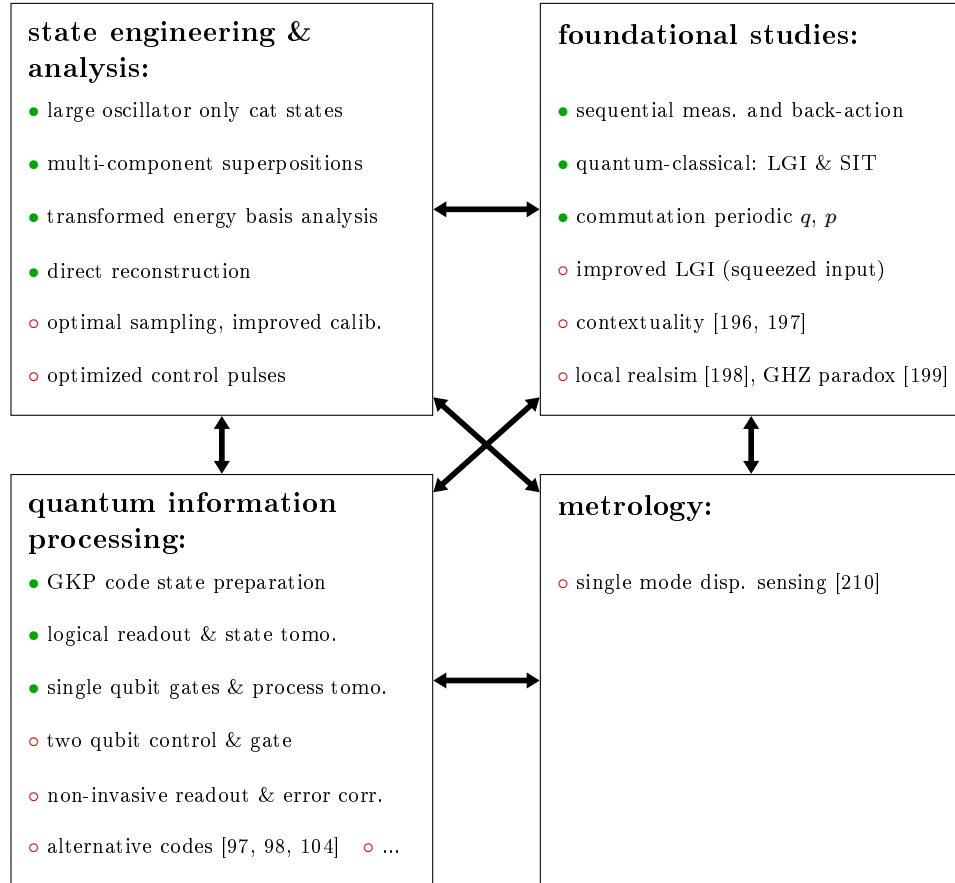 state engineering &
analysis:
• large oscillator only cat states
• multi-component superpositions
• transformed energy basis analysis
• direct reconstruction
○ optimal sampling, improved calib.
○ optimized control pulses
foundational studies:
• sequential meas. and back-action
• quantum-classical: LGI & SIT
• commutation periodic q, p
○ improved LGI (squeezed input)
○ contextuality [196, 197]
○ local realsim [198], GHZ paradox [199]
quantum information
processing:
• GKP code state preparation
• logical readout & state tomo.
• single qubit gates & process tomo.
○ two qubit control & gate
○ non-invasive readout & error corr.
○ alternative codes [97, 98, 104] ○ ...
metrology:
○ single mode disp. sensing [210]